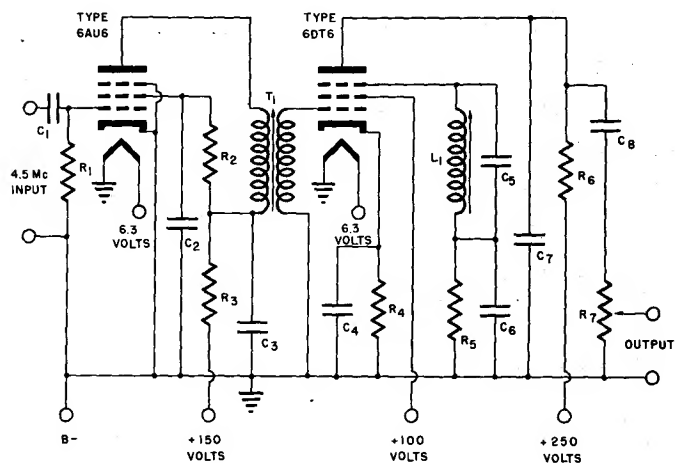 TYPE
6AU6
TYPE
6DT6
C1
R1
4.5 Mc
INPUT
6.3
VOLTS
C2
R2
R3
C3
T1
6.3
VOLTS
C4
R4
L1
C5
R5
C6
C7
R6
C8
R7
OUTPUT
B-
+150
VOLTS
+100
VOLTS
+250
VOLTS